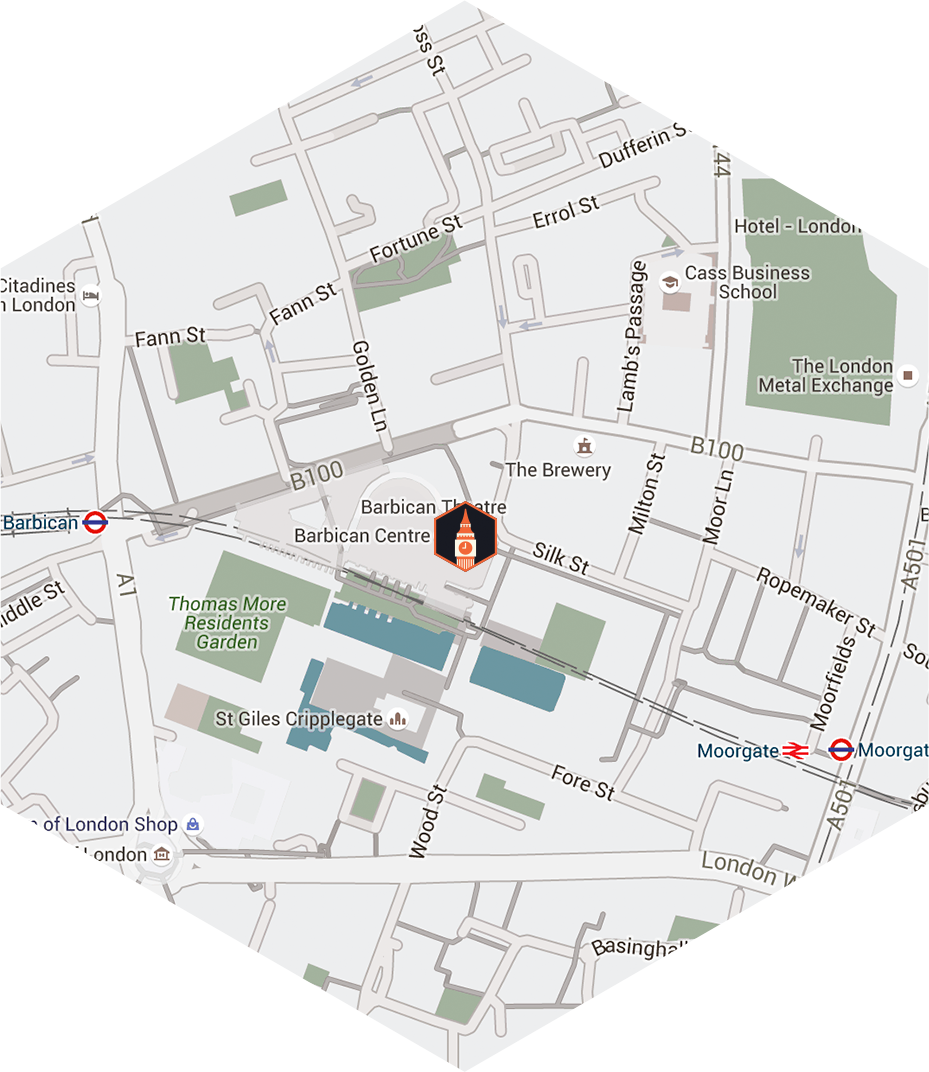 oss St
Dufferin S
44
Errol St
Hotel - London
Fortune St
Cass Business
School
Citadines
n London
Fann St
Fann St
Lamb's Passage
Golden Ln
The London
Metal Exchange
B100
The Brewery
B100
Milton St
Moor Ln
Barbican Theatre
Barbican
Barbican Centre
Silk St
A501
A1
iddle St
Ropemaker St
Thomas More
Residents
Garden
Sou
Moorfields
St Giles Cripplegate
Moorgate
Moorgat
Fore St
A501
Wood St
n of London Shop
London
London W
Basinghall